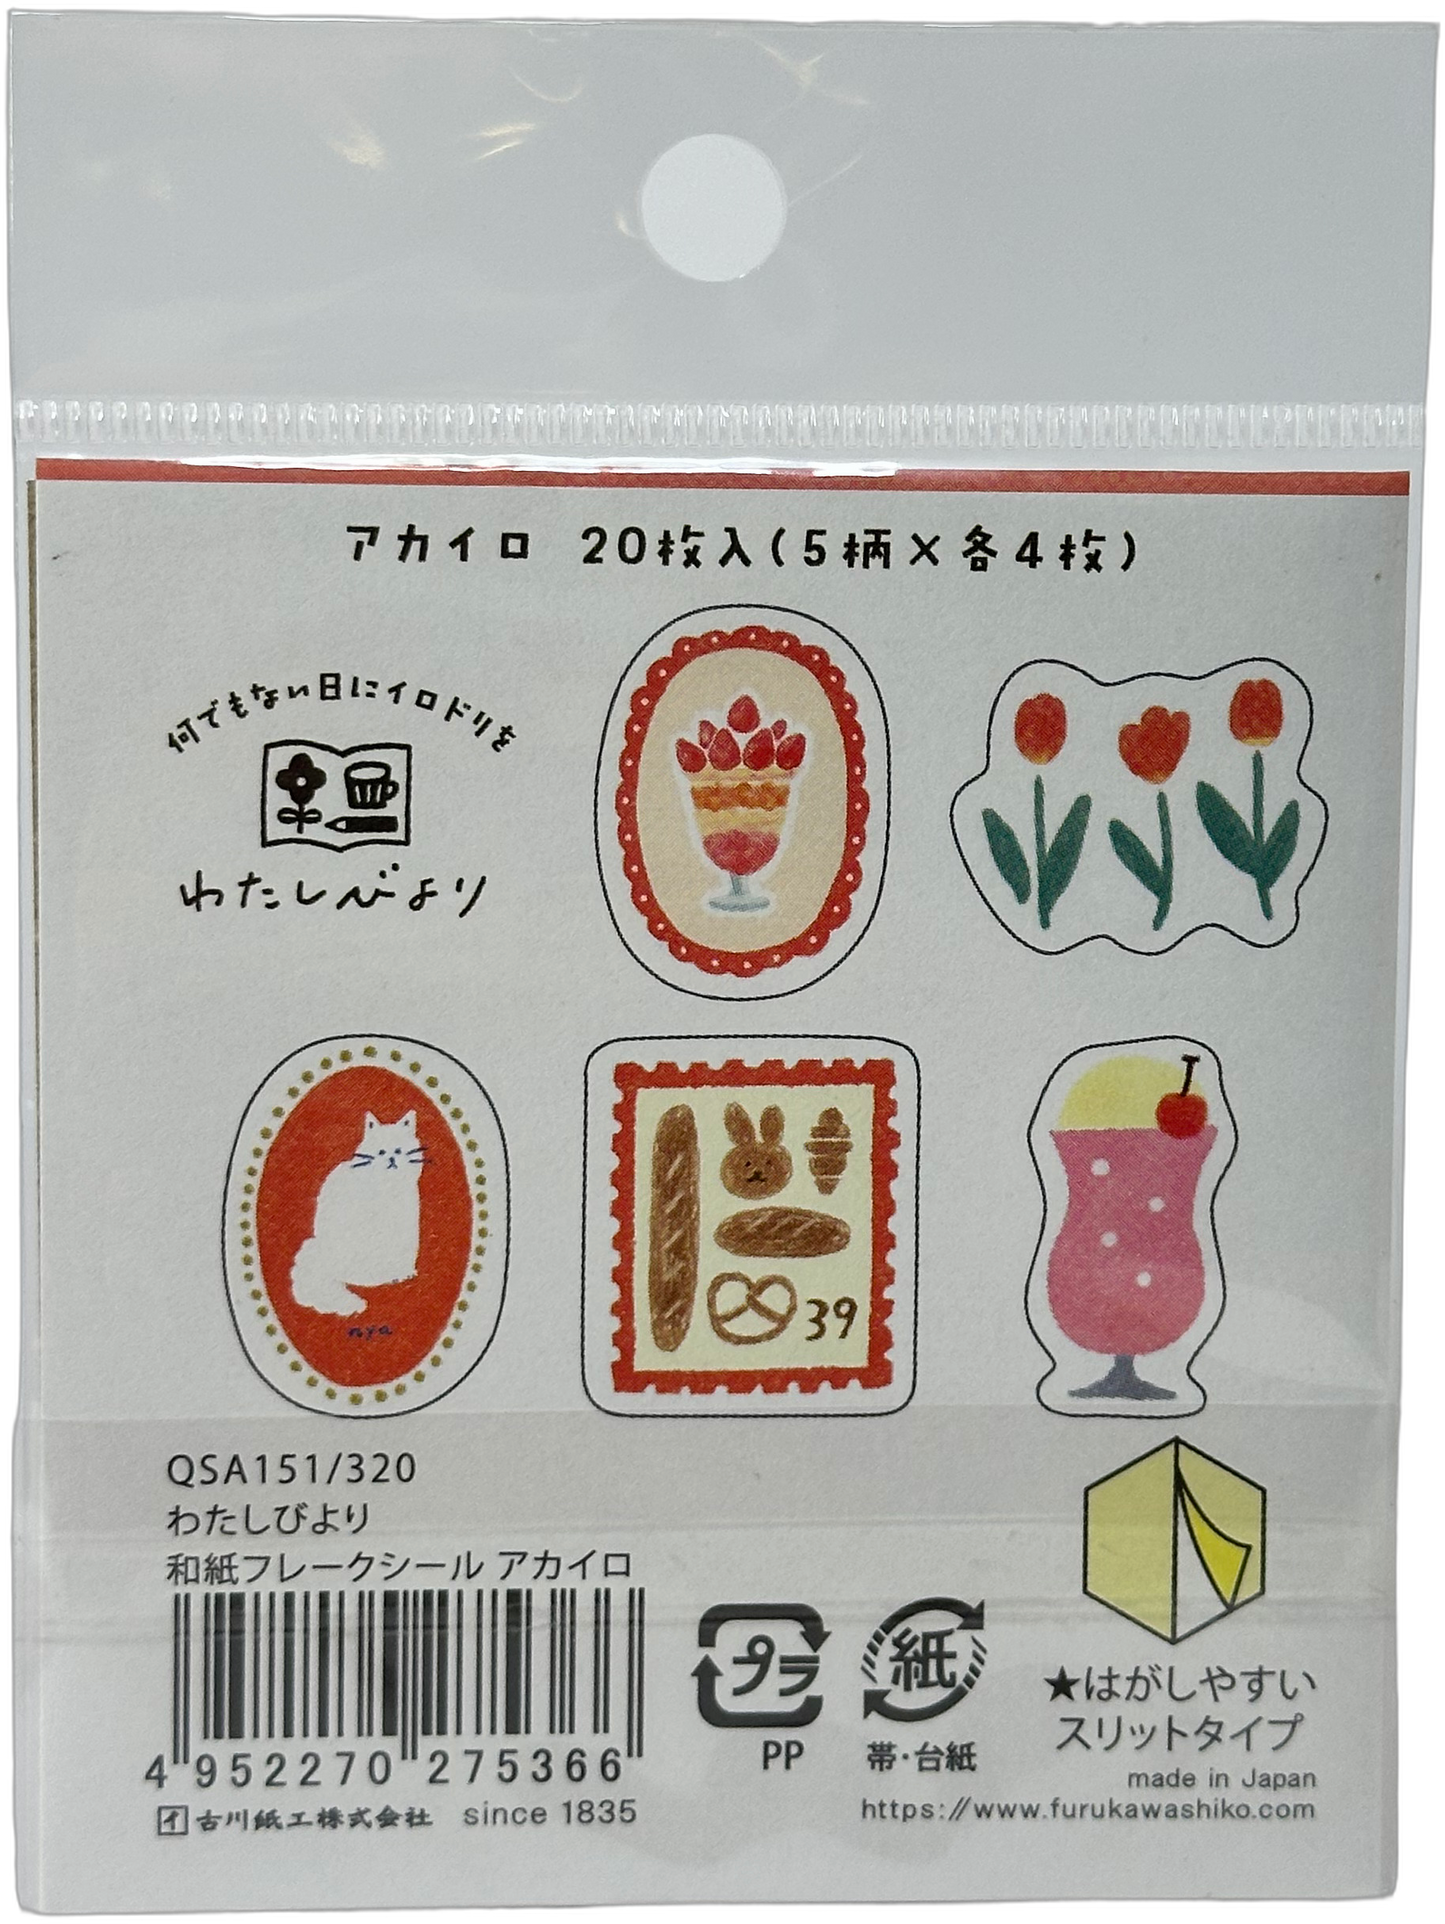 アカイロ 20枚入(5柄×各4枚)
何でもない日にイロドリを
わたしびより
nya
39
QSA151/320
わたしびより
和紙フレークシール アカイロ
4 952270 275366
イ 古川紙工株式会社 since 1835
プラ
PP
紙
帯・台紙
★はがしやすい
スリットタイプ
made in Japan
https://www.furukawashiko.com